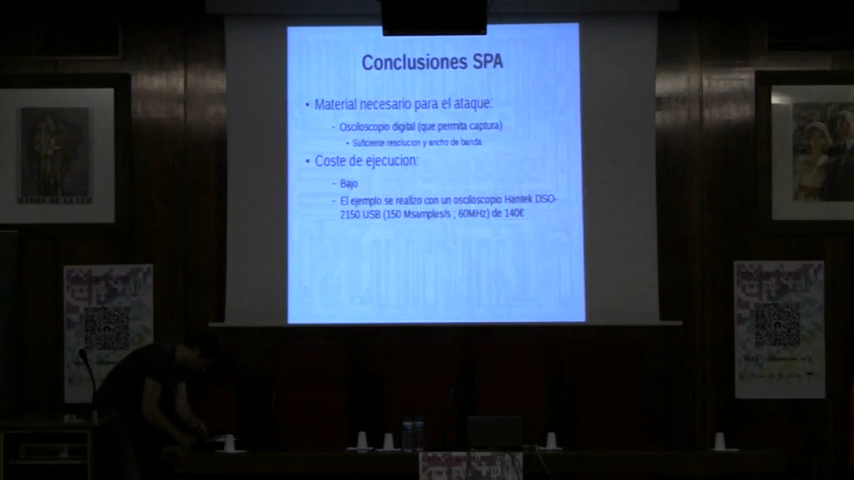 Conclusiones SPA
• Material necesario para el ataque:
- Osciloscopio digital (que permita captura)
• Suficiente resolucion y ancho de banda
• Coste de ejecucion:
- Bajo
- El ejemplo se realizo con un osciloscopio Hantek DSO-
2150 USB (150 Msamples/s ; 60MHz) de 140€